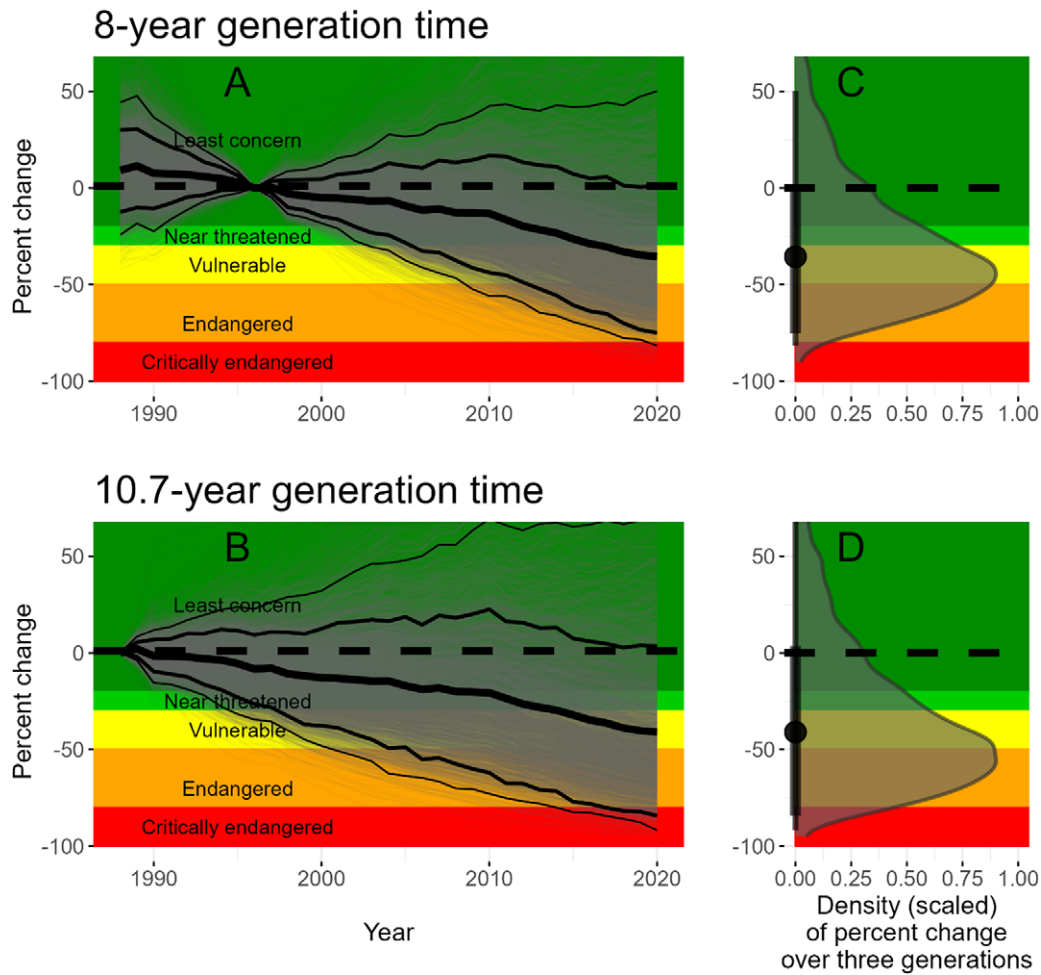 8-year generation time
A
C
Percent change
50
0
-50
-100
Least concern
Near threatened
Vulnerable
Endangered
Critically endangered
1990
2000
2010
2020
50
0
-50
-100
0.00
0.25
0.50
0.75
1.00
10.7-year generation time
B
D
Percent change
50
0
-50
-100
Least concern
Near threatened
Vulnerable
Endangered
Critically endangered
1990
2000
2010
2020
Year
50
0
-50
-100
0.00
0.25
0.50
0.75
1.00
Density (scaled)
of percent change
over three generations